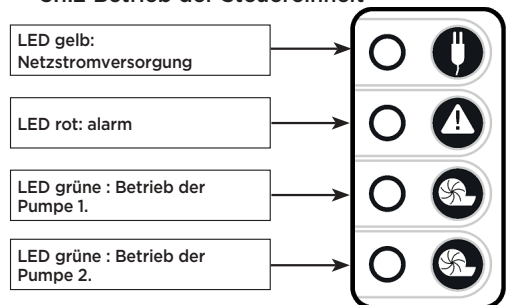 LED gelb:
Netzstromversorgung
LED rot: alarm
LED grüne : Betrieb der
Pumpe 1.
LED grüne : Betrieb der
Pumpe 2.